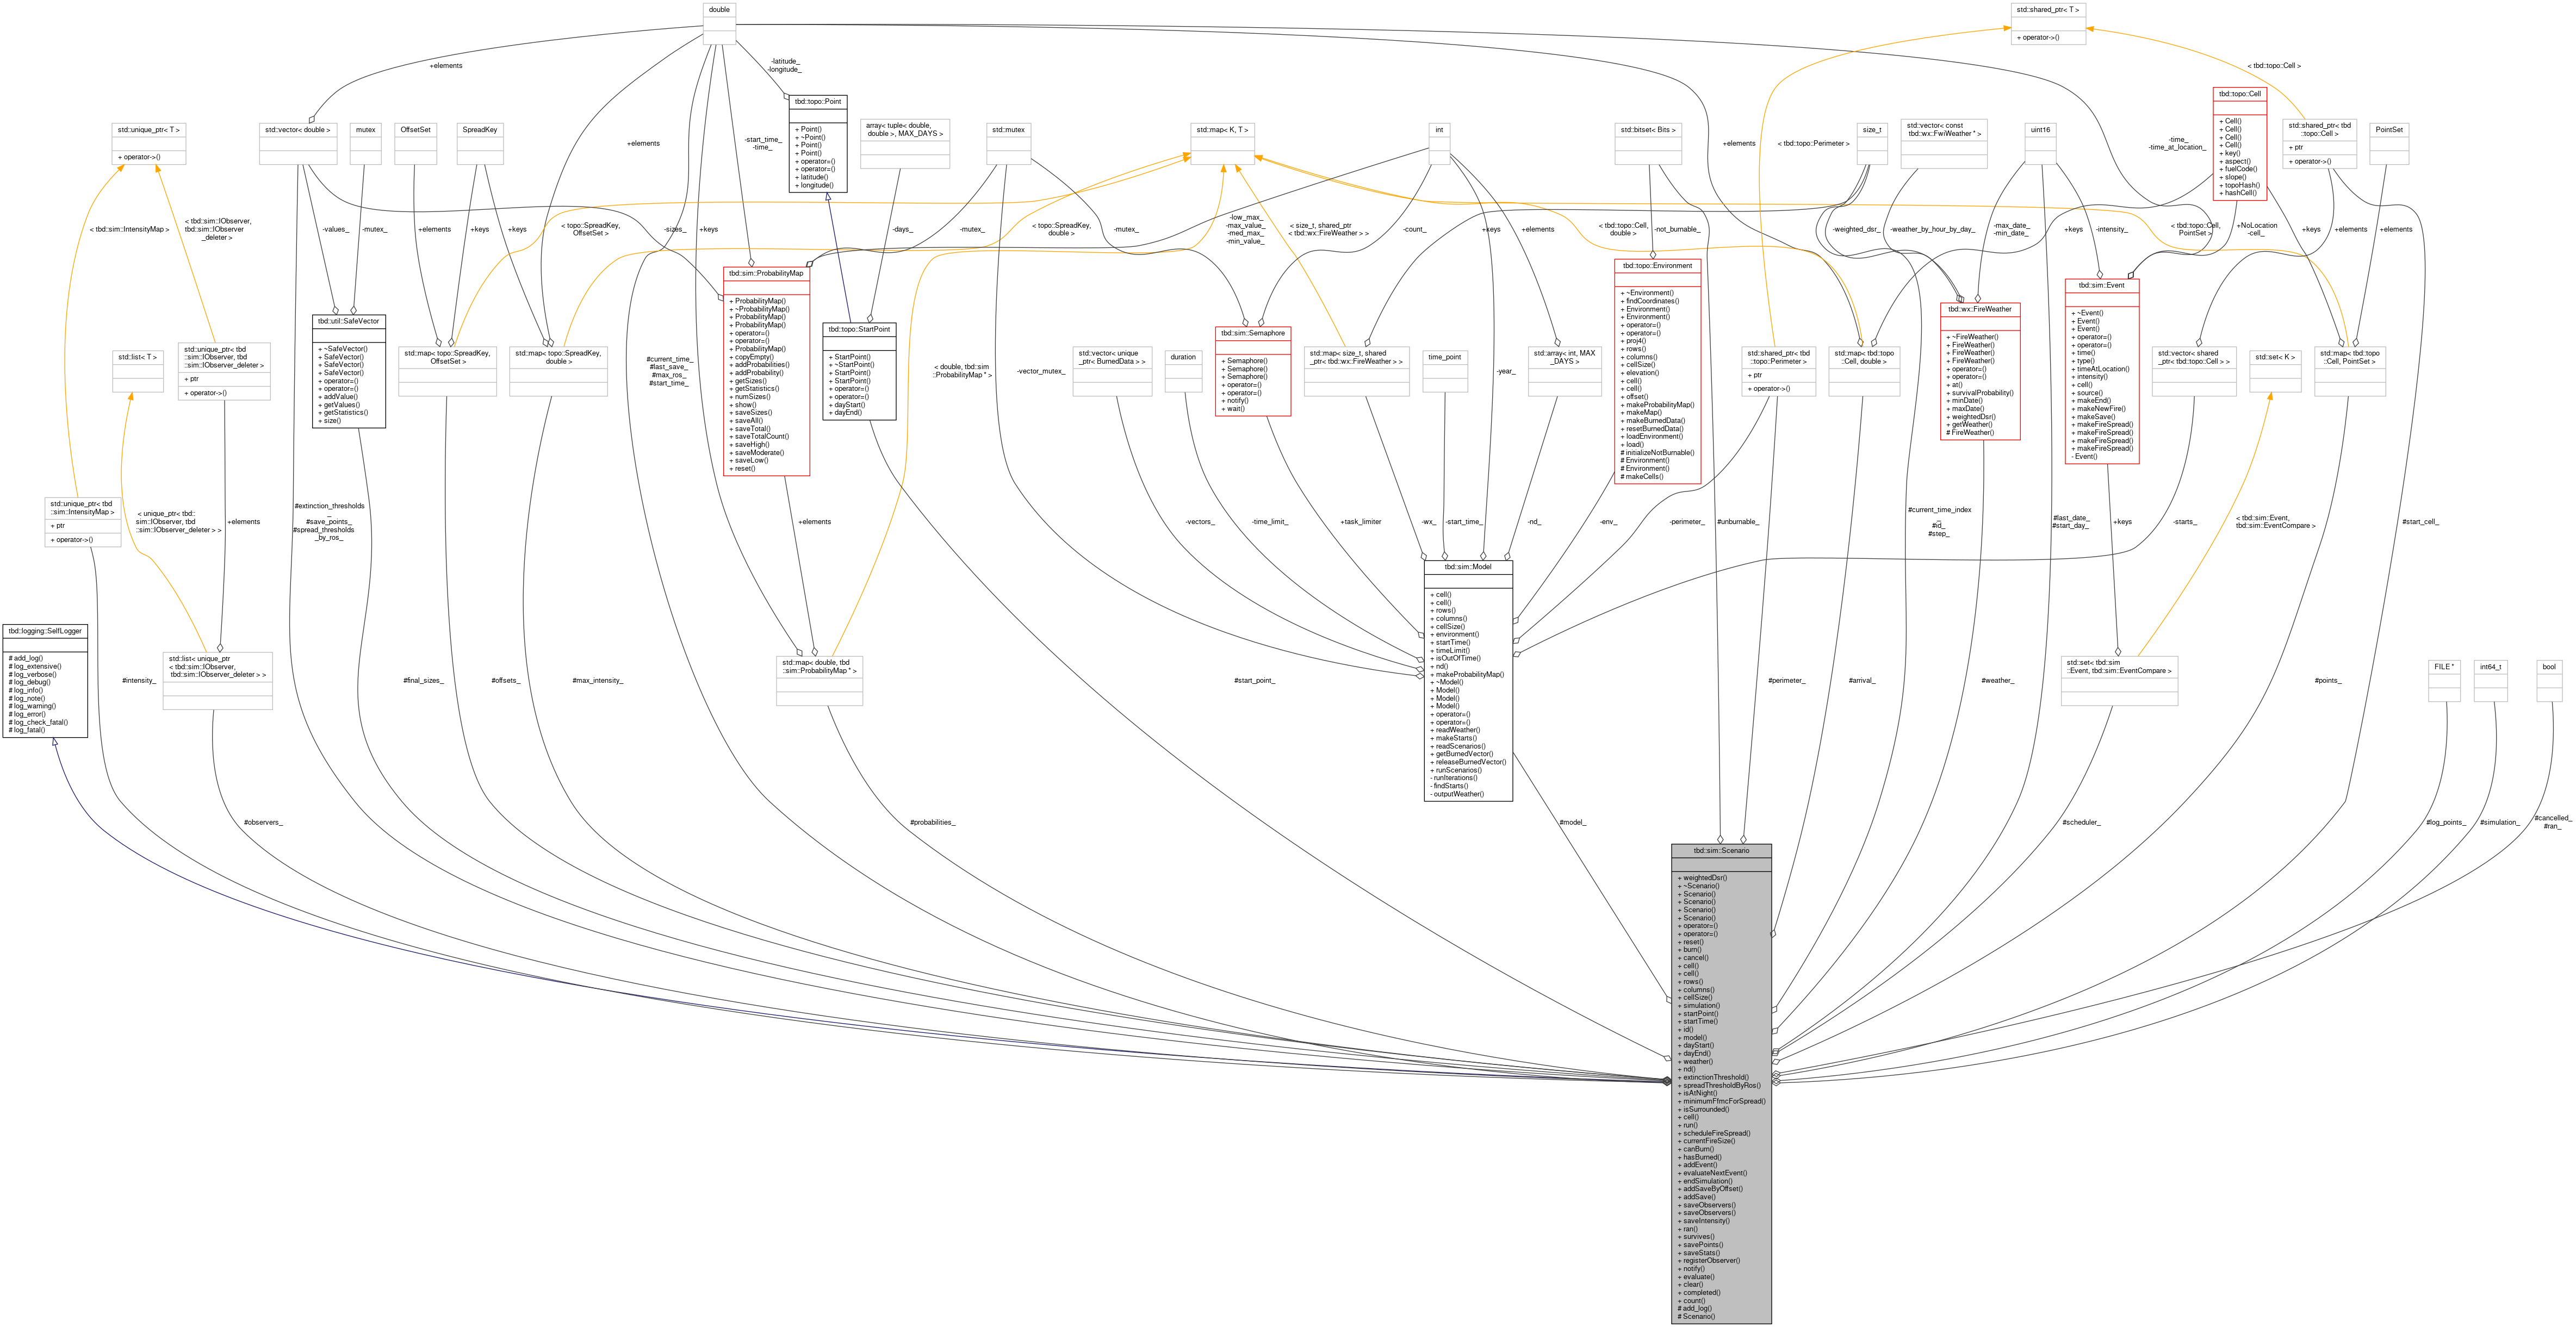 double
std::shared_ptr< T >
+ operator->()
+elements
-latitude_
-longitude_
< tbd::topo::Cell >
tbd::topo::Cell
+ Cell()
+ Cell()
+ Cell()
+ Cell()
+ key()
+ aspect()
+ fuelCode()
+ slope()
+ topoHash()
+ hashCell()
tbd::topo::Point
+ Point()
+ ~Point()
+ Point()
+ Point()
+ operator=()
+ operator=()
+ latitude()
+ longitude()
array< tuple< double,
double >, MAX_DAYS >
std::unique_ptr< T >
+ operator->()
std::vector< double >
mutex
OffsetSet
SpreadKey
std::mutex
std::map< K, T >
int
std::bitset< Bits >
size_t
std::vector< const
tbd::wx::FwiWeather * >
uint16
std::shared_ptr< tbd
::topo::Cell >
+ ptr
+ operator->()
PointSet
+elements
-start_time_
-time_
+elements
< tbd::topo::Perimeter >
-time_
-time_at_location_
< tbd::sim::IntensityMap >
< tbd::sim::IObserver,
tbd::sim::IObserver
_deleter >
-values_
-mutex_
+elements
+keys
+keys
< topo::SpreadKey,
OffsetSet >
-sizes_
+keys
-days_
-mutex_
< topo::SpreadKey,
double >
-mutex_
-low_max_
-max_value_
-med_max_
-min_value_
< size_t, shared_ptr
< tbd::wx::FireWeather > >
-count_
+keys
+elements
< tbd::topo::Cell,
double >
-not_burnable_
-weighted_dsr_
-weather_by_hour_by_day_
-max_date_
-min_date_
+keys
-intensity_
< tbd::topo::Cell,
PointSet >
+NoLocation
-cell_
+keys
+elements
+elements
tbd::sim::ProbabilityMap
+ ProbabilityMap()
+ ~ProbabilityMap()
+ ProbabilityMap()
+ ProbabilityMap()
+ operator=()
+ operator=()
+ ProbabilityMap()
+ copyEmpty()
+ addProbabilities()
+ addProbability()
+ getSizes()
+ getStatistics()
+ numSizes()
+ show()
+ saveSizes()
+ saveAll()
+ saveTotal()
+ saveTotalCount()
+ saveHigh()
+ saveModerate()
+ saveLow()
+ reset()
tbd::topo::Environment
+ ~Environment()
+ findCoordinates()
+ Environment()
+ Environment()
+ operator=()
+ operator=()
+ proj4()
+ rows()
+ columns()
+ cellSize()
+ elevation()
+ cell()
+ cell()
+ offset()
+ makeProbabilityMap()
+ makeMap()
+ makeBurnedData()
+ resetBurnedData()
+ loadEnvironment()
+ load()
# initializeNotBurnable()
# Environment()
# Environment()
# makeCells()
tbd::sim::Event
+ ~Event()
+ Event()
+ Event()
+ operator=()
+ operator=()
+ time()
+ type()
+ timeAtLocation()
+ intensity()
+ cell()
+ source()
+ makeEnd()
+ makeNewFire()
+ makeSave()
+ makeFireSpread()
+ makeFireSpread()
+ makeFireSpread()
+ makeFireSpread()
- Event()
tbd::wx::FireWeather
+ ~FireWeather()
+ FireWeather()
+ FireWeather()
+ FireWeather()
+ operator=()
+ operator=()
+ at()
+ survivalProbability()
+ minDate()
+ maxDate()
+ weightedDsr()
+ getWeather()
# FireWeather()
tbd::util::SafeVector
+ ~SafeVector()
+ SafeVector()
+ SafeVector()
+ SafeVector()
+ operator=()
+ operator=()
+ addValue()
+ getValues()
+ getStatistics()
+ size()
tbd::topo::StartPoint
+ StartPoint()
+ ~StartPoint()
+ StartPoint()
+ StartPoint()
+ operator=()
+ operator=()
+ dayStart()
+ dayEnd()
tbd::sim::Semaphore
+ Semaphore()
+ Semaphore()
+ Semaphore()
+ operator=()
+ operator=()
+ notify()
+ wait()
std::list< T >
std::unique_ptr< tbd
::sim::IObserver, tbd
::sim::IObserver_deleter >
+ ptr
+ operator->()
std::map< topo::SpreadKey,
OffsetSet >
std::map< topo::SpreadKey,
double >
#current_time_
#last_save_
#max_ros_
#start_time_
< double, tbd::sim
::ProbabilityMap * >
-vector_mutex_
std::vector< unique
_ptr< BurnedData > >
duration
std::map< size_t, shared
_ptr< tbd::wx::FireWeather > >
time_point
-year_
std::array< int, MAX
_DAYS >
std::shared_ptr< tbd
::topo::Perimeter >
+ ptr
+ operator->()
std::map< tbd::topo
::Cell, double >
std::vector< shared
_ptr< tbd::topo::Cell > >
std::set< K >
std::map< tbd::topo
::Cell, PointSet >
std::unique_ptr< tbd
::sim::IntensityMap >
+ ptr
+ operator->()
< unique_ptr< tbd::
sim::IObserver, tbd
::sim::IObserver_deleter > >
+elements
#extinction_thresholds
_
#save_points_
#spread_thresholds
_by_ros_
+elements
-vectors_
-time_limit_
+task_limiter
-wx_
-start_time_
-nd_
-env_
-perimeter_
#unburnable_
#current_time_index
_
#id_
#step_
#last_date_
#start_day_
+keys
-starts_
< tbd::sim::Event,
tbd::sim::EventCompare >
#start_cell_
tbd::sim::Model
+ cell()
+ cell()
+ rows()
+ columns()
+ cellSize()
+ environment()
+ startTime()
+ timeLimit()
+ isOutOfTime()
+ nd()
+ makeProbabilityMap()
+ ~Model()
+ Model()
+ Model()
+ Model()
+ operator=()
+ operator=()
+ readWeather()
+ makeStarts()
+ readScenarios()
+ getBurnedVector()
+ releaseBurnedVector()
+ runScenarios()
- runIterations()
- findStarts()
- outputWeather()
tbd::logging::SelfLogger
# add_log()
# log_extensive()
# log_verbose()
# log_debug()
# log_info()
# log_note()
# log_warning()
# log_error()
# log_check_fatal()
# log_fatal()
std::list< unique_ptr
< tbd::sim::IObserver,
tbd::sim::IObserver_deleter > >
std::map< double, tbd
::sim::ProbabilityMap * >
std::set< tbd::sim
::Event, tbd::sim::EventCompare >
FILE *
int64_t
bool
#intensity_
#final_sizes_
#offsets_
#max_intensity_
#start_point_
#perimeter_
#arrival_
#weather_
#points_
#observers_
#probabilities_
#model_
#scheduler_
#log_points_
#simulation_
#cancelled_
#ran_
tbd::sim::Scenario
+ weightedDsr()
+ ~Scenario()
+ Scenario()
+ Scenario()
+ Scenario()
+ Scenario()
+ operator=()
+ operator=()
+ reset()
+ burn()
+ cancel()
+ cell()
+ cell()
+ rows()
+ columns()
+ cellSize()
+ simulation()
+ startPoint()
+ startTime()
+ id()
+ model()
+ dayStart()
+ dayEnd()
+ weather()
+ nd()
+ extinctionThreshold()
+ spreadThresholdByRos()
+ isAtNight()
+ minimumFfmcForSpread()
+ isSurrounded()
+ cell()
+ run()
+ scheduleFireSpread()
+ currentFireSize()
+ canBurn()
+ hasBurned()
+ addEvent()
+ evaluateNextEvent()
+ endSimulation()
+ addSaveByOffset()
+ addSave()
+ saveObservers()
+ saveObservers()
+ saveIntensity()
+ ran()
+ survives()
+ savePoints()
+ saveStats()
+ registerObserver()
+ notify()
+ evaluate()
+ clear()
+ completed()
+ count()
# add_log()
# Scenario()